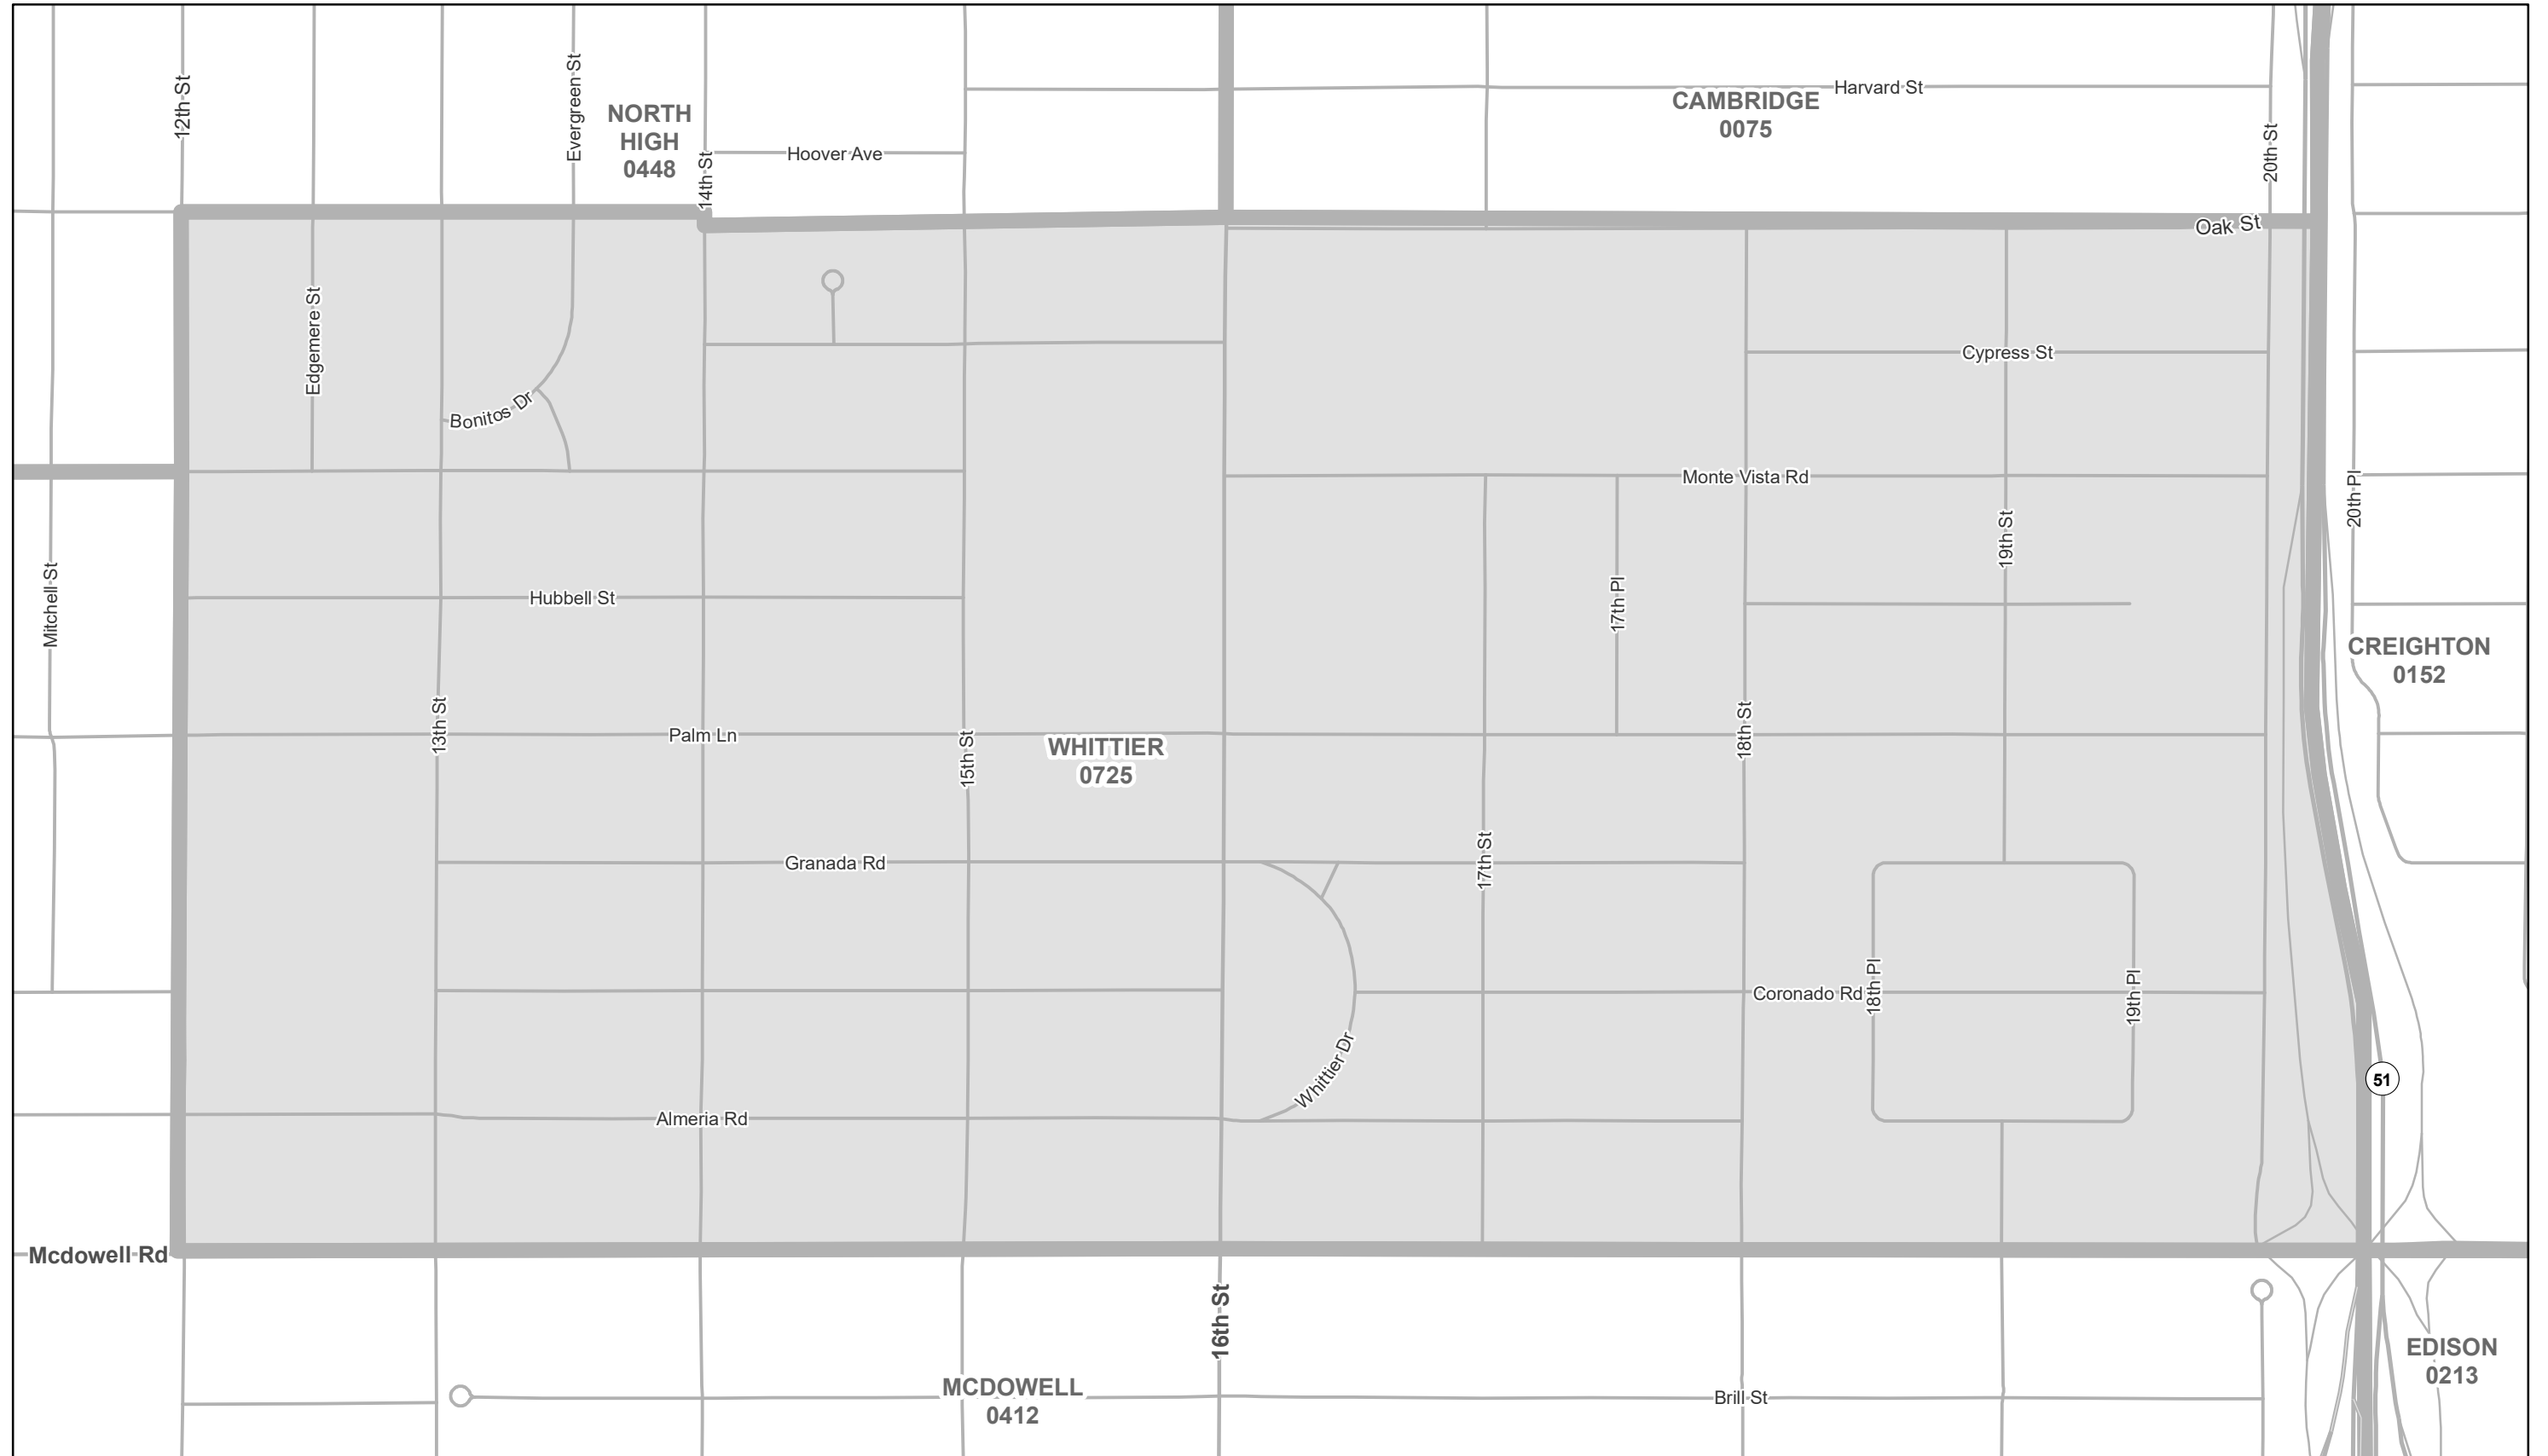 12th St
Evergreen St
NORTH
HIGH
0448
14th St
Hoover Ave
CAMBRIDGE
0075
Harvard St
20th St
Oak St
Edgemere St
Bonitos Dr
Cypress St
Monte Vista Rd
20th Pl
19th St
Mitchell St
Hubbell St
17th Pl
CREIGHTON
0152
13th St
Palm Ln
15th St
WHITTIER
0725
18th St
Granada Rd
17th St
Coronado Rd
18th Pl
19th Pl
Whittier Dr
51
Almeria Rd
Mcdowell Rd
16th St
MCDOWELL
0412
Brill St
EDISON
0213